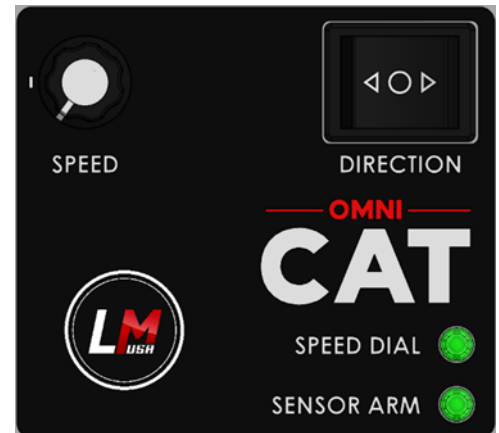 SPEED
DIRECTION
OMNI
CAT
LM
USA
SPEED DIAL
SENSOR ARM